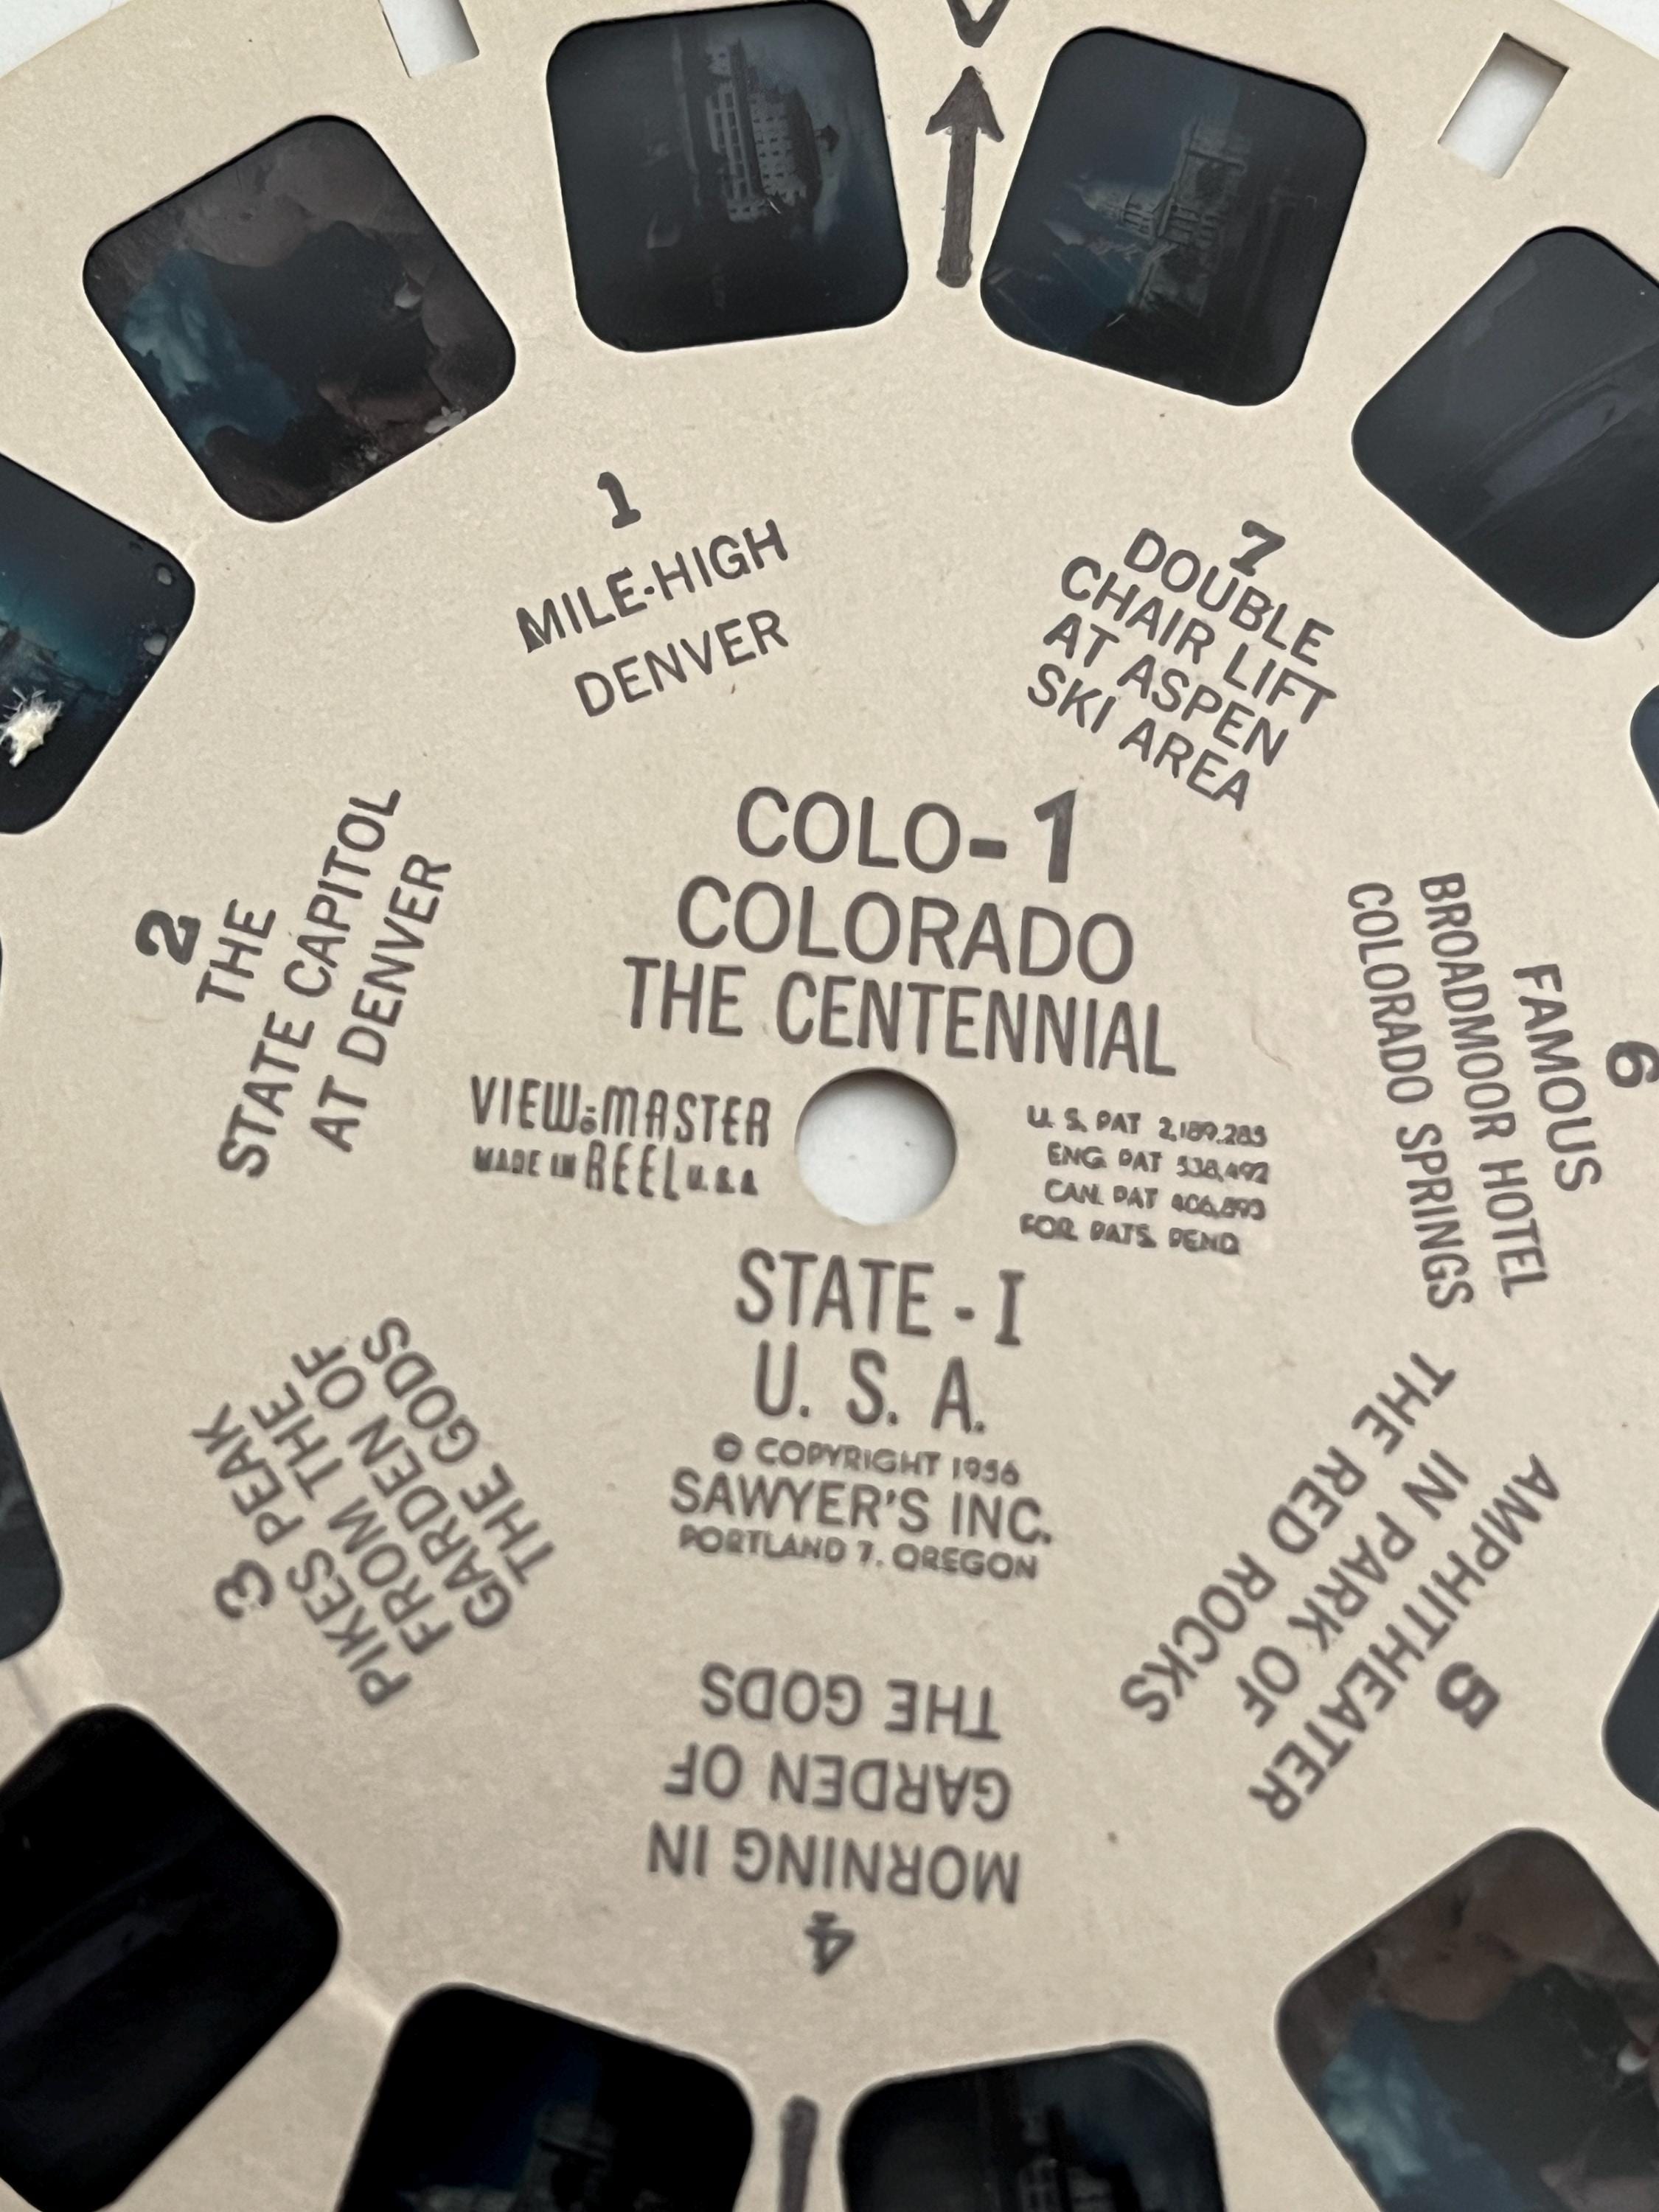 1
MILE-HIGH
DENVER
7
DOUBLE
CHAIR LIFT
AT ASPEN
SKI AREA
COLO-1
COLORADO
THE CENTENNIAL
VIEW-MASTER
MADE IN REEL U.S.A.
U. S. PAT 2,189,285
ENG. PAT 538,492
CAN. PAT 406,893
FOR. PATS. PEND
STATE - I
U. S. A.
© COPYRIGHT 1956
SAWYER'S INC.
PORTLAND 7, OREGON
2
THE
STATE CAPITOL
AT DENVER
3
PIKES PEAK
FROM THE
GARDEN OF
THE GODS
4
MORNING IN
GARDEN OF
THE GODS
5
AMPHITHEATER
IN PARK OF
THE RED ROCKS
6
FAMOUS
BROADMOOR HOTEL
COLORADO SPRINGS